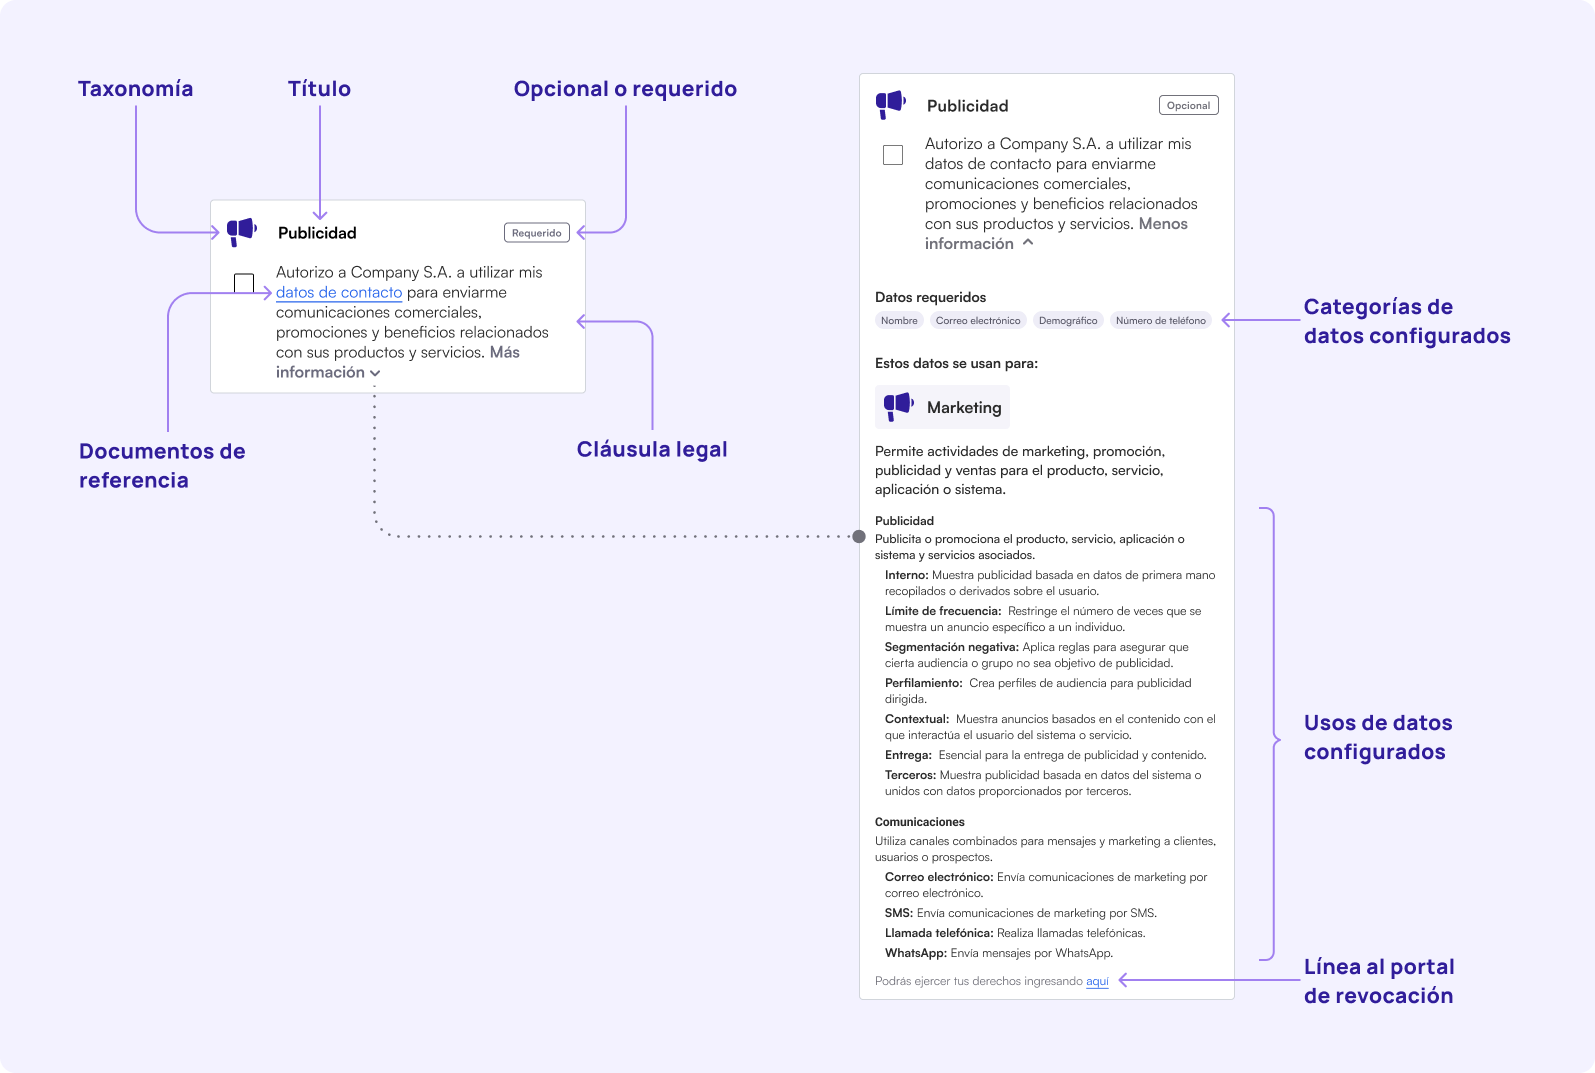 Taxonomía
Título
Opcional o requerido
Publicidad
Requerido
Autorizo a Company S.A. a utilizar mis
datos de contacto para enviarme
comunicaciones comerciales,
promociones y beneficios relacionados
con sus productos y servicios. Más
información
Documentos de
referencia
Cláusula legal
Publicidad
Opcional
Autorizo a Company S.A. a utilizar mis
datos de contacto para enviarme
comunicaciones comerciales,
promociones y beneficios relacionados
con sus productos y servicios. Menos
información
Datos requeridos
Nombre
Correo electrónico
Demográfico
Número de teléfono
Categorías de
datos configurados
Estos datos se usan para:
Marketing
Permite actividades de marketing, promoción,
publicidad y ventas para el producto, servicio,
aplicación o sistema.
Publicidad
Publicita o promociona el producto, servicio, aplicación o
sistema y servicios asociados.
Interno: Muestra publicidad basada en datos de primera mano
recopilados o derivados sobre el usuario.
Límite de frecuencia: Restringe el número de veces que se
muestra un anuncio específico a un individuo.
Segmentación negativa: Aplica reglas para asegurar que
cierta audiencia o grupo no sea objetivo de publicidad.
Perfilamiento: Crea perfiles de audiencia para publicidad
dirigida.
Contextual: Muestra anuncios basados en el contenido con el
que interactúa el usuario del sistema o servicio.
Entrega: Esencial para la entrega de publicidad y contenido.
Terceros: Muestra publicidad basada en datos del sistema o
unidos con datos proporcionados por terceros.
Usos de datos
configurados
Comunicaciones
Utiliza canales combinados para mensajes y marketing a clientes,
usuarios o prospectos.
Correo electrónico: Envía comunicaciones de marketing por
correo electrónico.
SMS: Envía comunicaciones de marketing por SMS.
Llamada telefónica: Realiza llamadas telefónicas.
WhatsApp: Envía mensajes por WhatsApp.
Podrás ejercer tus derechos ingresando aquí
Línea al portal
de revocación